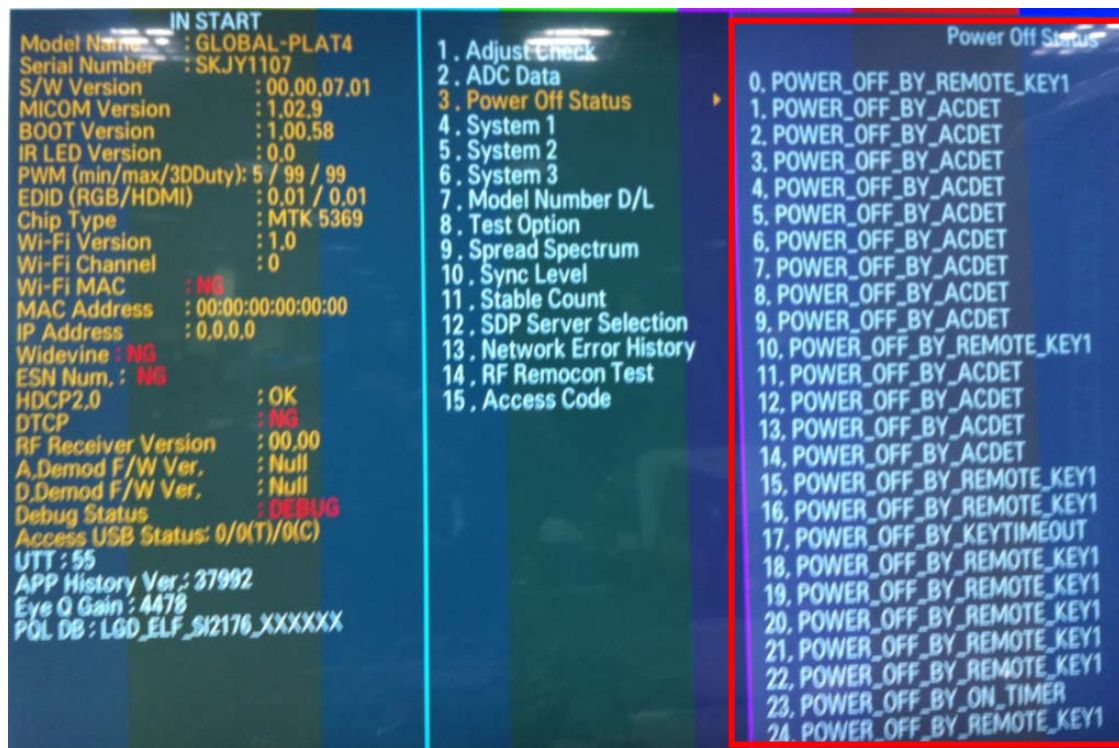 IN START
Model Name : GLOBAL-PLAT4
Serial Number : SKJY1107
S/W Version : 00.00.07.01
MICOM Version : 1.02.9
BOOT Version : 1.00.58
IR LED Version : 0.0
PWM (min/max/3DDuty): 5 / 99 / 99
EDID (RGB/HDMI) : 0.01 / 0.01
Chip Type : MTK 5369
Wi-Fi Version : 1.0
Wi-Fi Channel : 0
Wi-Fi MAC : NG
MAC Address : 00:00:00:00:00:00
IP Address : 0.0.0.0
Widevine : NG
ESN Num. : NG
HDCP2.0 : OK
DTCP : NG
RF Receiver Version : 00.00
A.Demod F/W Ver. : Null
D.Demod F/W Ver. : Null
Debug Status : DEBUG
Access USB Status: 0/0(T)/0(C)
UTT : 55
APP History Ver.: 37992
Eye Q Gain : 4478
PQL DB : LGD_ELF_SI2176_XXXXXX
1. Adjust Check
2. ADC Data
3. Power Off Status
4. System 1
5. System 2
6. System 3
7. Model Number D/L
8. Test Option
9. Spread Spectrum
10. Sync Level
11. Stable Count
12. SDP Server Selection
13. Network Error History
14. RF Remocon Test
15. Access Code
Power Off Status
0. POWER_OFF_BY_REMOTE_KEY1
1. POWER_OFF_BY_ACDET
2. POWER_OFF_BY_ACDET
3. POWER_OFF_BY_ACDET
4. POWER_OFF_BY_ACDET
5. POWER_OFF_BY_ACDET
6. POWER_OFF_BY_ACDET
7. POWER_OFF_BY_ACDET
8. POWER_OFF_BY_ACDET
9. POWER_OFF_BY_ACDET
10. POWER_OFF_BY_REMOTE_KEY1
11. POWER_OFF_BY_ACDET
12. POWER_OFF_BY_ACDET
13. POWER_OFF_BY_ACDET
14. POWER_OFF_BY_ACDET
15. POWER_OFF_BY_REMOTE_KEY1
16. POWER_OFF_BY_REMOTE_KEY1
17. POWER_OFF_BY_KEYTIMEOUT
18. POWER_OFF_BY_REMOTE_KEY1
19. POWER_OFF_BY_REMOTE_KEY1
20. POWER_OFF_BY_REMOTE_KEY1
21. POWER_OFF_BY_REMOTE_KEY1
22. POWER_OFF_BY_REMOTE_KEY1
23. POWER_OFF_BY_ON_TIMER
24. POWER_OFF_BY_REMOTE_KEY1